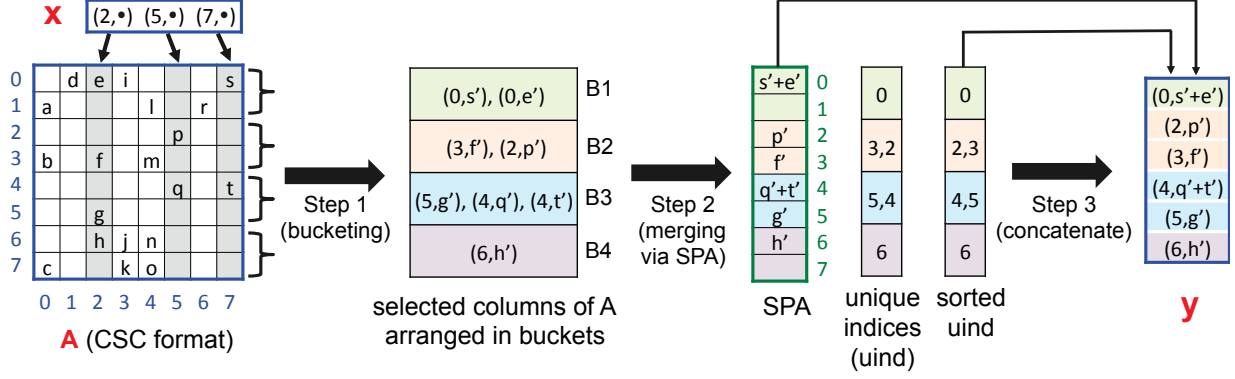 x (2,•) (5,•) (7,•)
0 d e i s
1 a l r
2 p
3 b f m
4 q t
5 g
6 h j n
7 c k o
0 1 2 3 4 5 6 7
A (CSC format)
Step 1
(bucketing)
(0,s’), (0,e’) B1
(3,f’), (2,p’) B2
(5,g’), (4,q’), (4,t’) B3
(6,h’) B4
selected columns of A
arranged in buckets
Step 2
(merging
via SPA)
s’+e’ 0
1
p’ 2
f’ 3
q’+t’ 4
g’ 5
h’ 6
7
SPA
0
3,2
5,4
6
unique
indices
(uind)
0
2,3
4,5
6
sorted
uind
Step 3
(concatenate)
(0,s’+e’)
(2,p’)
(3,f’)
(4,q’+t’)
(5,g’)
(6,h’)
y